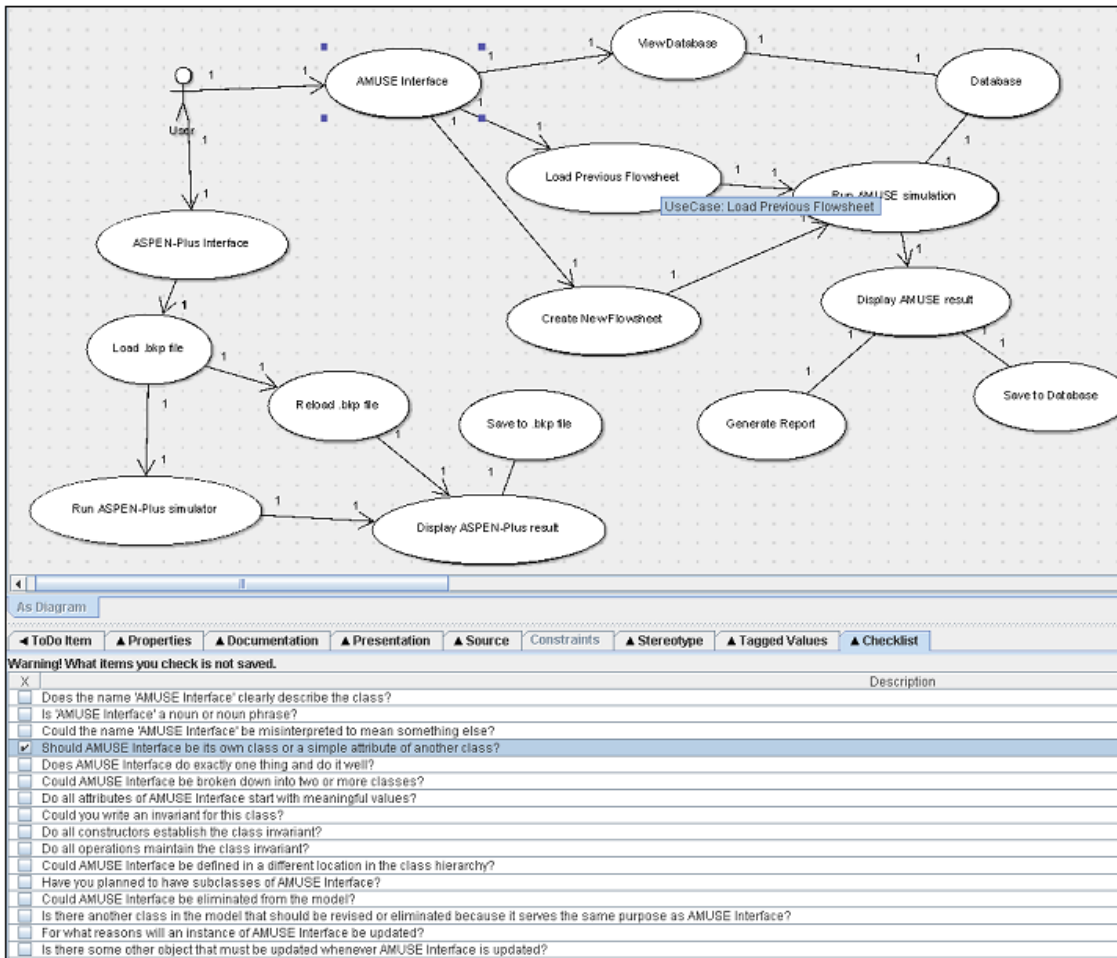 ViewDatabase
1
1
1
1
AMUSE Interface
1
1
Database
User
1
1
1
1
1
Load Previous Flowsheet
1
1
1
Run AMUSE simulation
UseCase: Load Previous Flowsheet
1
1
ASPEN-Plus Interface
1
1
1
1
Display AMUSE result
Create NewFlowsheet
1
Load .bkp file
1
1
1
1
1
1
Reload .bkp file
Save to .bkp file
Save to Database
Generate Report
1
1
1
1
1
Run ASPEN-Plus simulator
1
1
Display ASPEN-Plus result
As Diagram
ToDo Item
Properties
Documentation
Presentation
Source
Constraints
Stereotype
Tagged Values
Checklist
Warning! What items you check is not saved.
X
Description
Does the name 'AMUSE Interface' clearly describe the class?
Is 'AMUSE Interface' a noun or noun phrase?
Could the name 'AMUSE Interface' be misinterpreted to mean something else?
Should AMUSE Interface be its own class or a simple attribute of another class?
Does AMUSE Interface do exactly one thing and do it well?
Could AMUSE Interface be broken down into two or more classes?
Do all attributes of AMUSE Interface start with meaningful values?
Could you write an invariant for this class?
Do all constructors establish the class invariant?
Do all operations maintain the class invariant?
Could AMUSE Interface be defined in a different location in the class hierarchy?
Have you planned to have subclasses of AMUSE Interface?
Could AMUSE Interface be eliminated from the model?
Is there another class in the model that should be revised or eliminated because it serves the same purpose as AMUSE Interface?
For what reasons will an instance of AMUSE Interface be updated?
Is there some other object that must be updated whenever AMUSE Interface is updated?